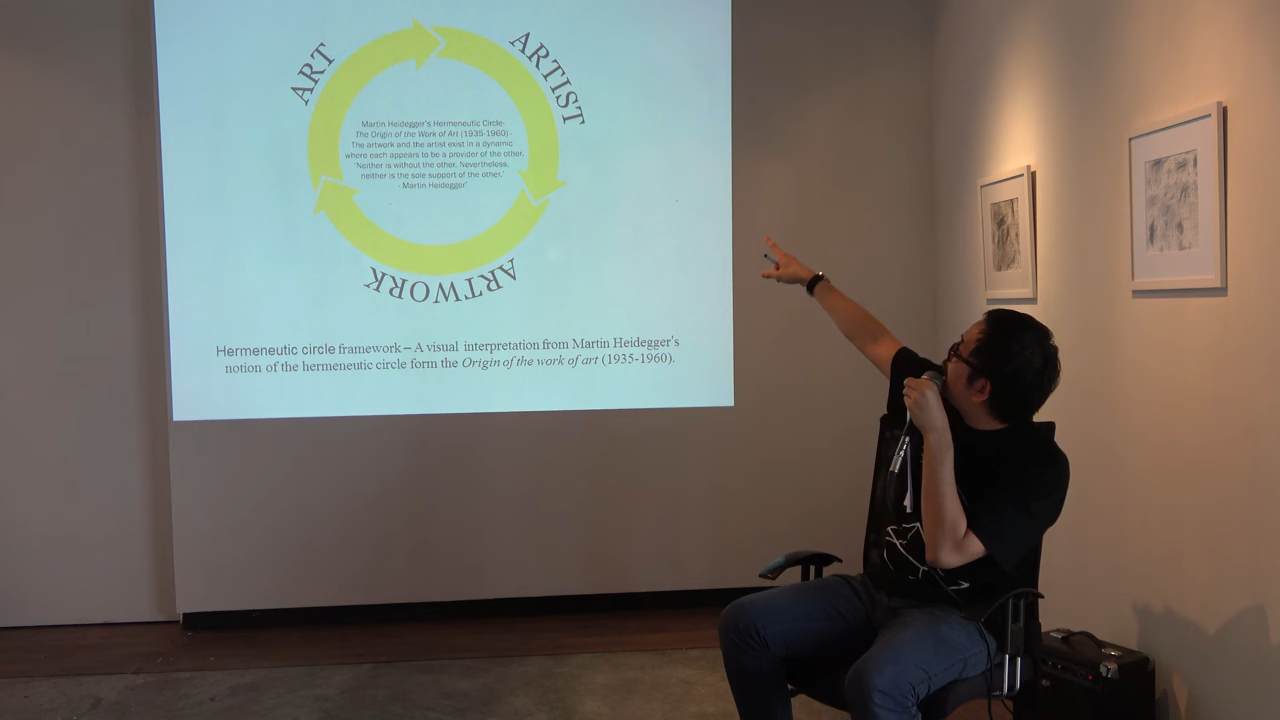 ART
ARTIST
Martin Heidegger's Hermeneutic Circle-
The Origin of the Work of Art (1935-1960) -
The artwork and the artist exist in a dynamic
where each appears to be a provider of the other.
'Neither is without the other. Nevertheless,
neither is the sole support of the other.'
- Martin Heidegger'
ARTWORK
Hermeneutic circle framework– A visual interpretation from Martin Heidegger's
notion of the hermeneutic circle form the Origin of the work of art (1935-1960).